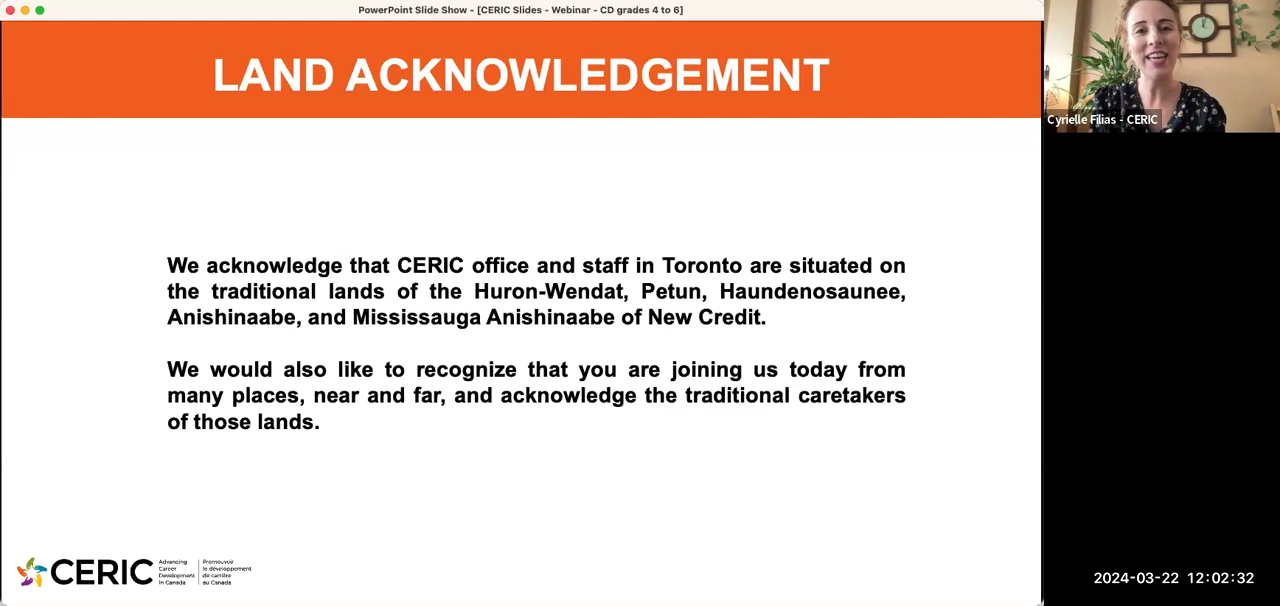 PowerPoint Slide Show - [CERIC Slides - Webinar - CD grades 4 to 6]
LAND ACKNOWLEDGEMENT
Cyrielle Filias - CERIC
We acknowledge that CERIC office and staff in Toronto are situated on
the traditional lands of the Huron-Wendat, Petun, Haundenosaunee,
Anishinaabe, and Mississauga Anishinaabe of New Credit.
We would also like to recognize that you are joining us today from
many places, near and far, and acknowledge the traditional caretakers
of those lands.
CERIC
Advancing
Career
Development
in Canada
Promouvoir
le développement
de carrière
au Canada
2024-03-22 12:02:32